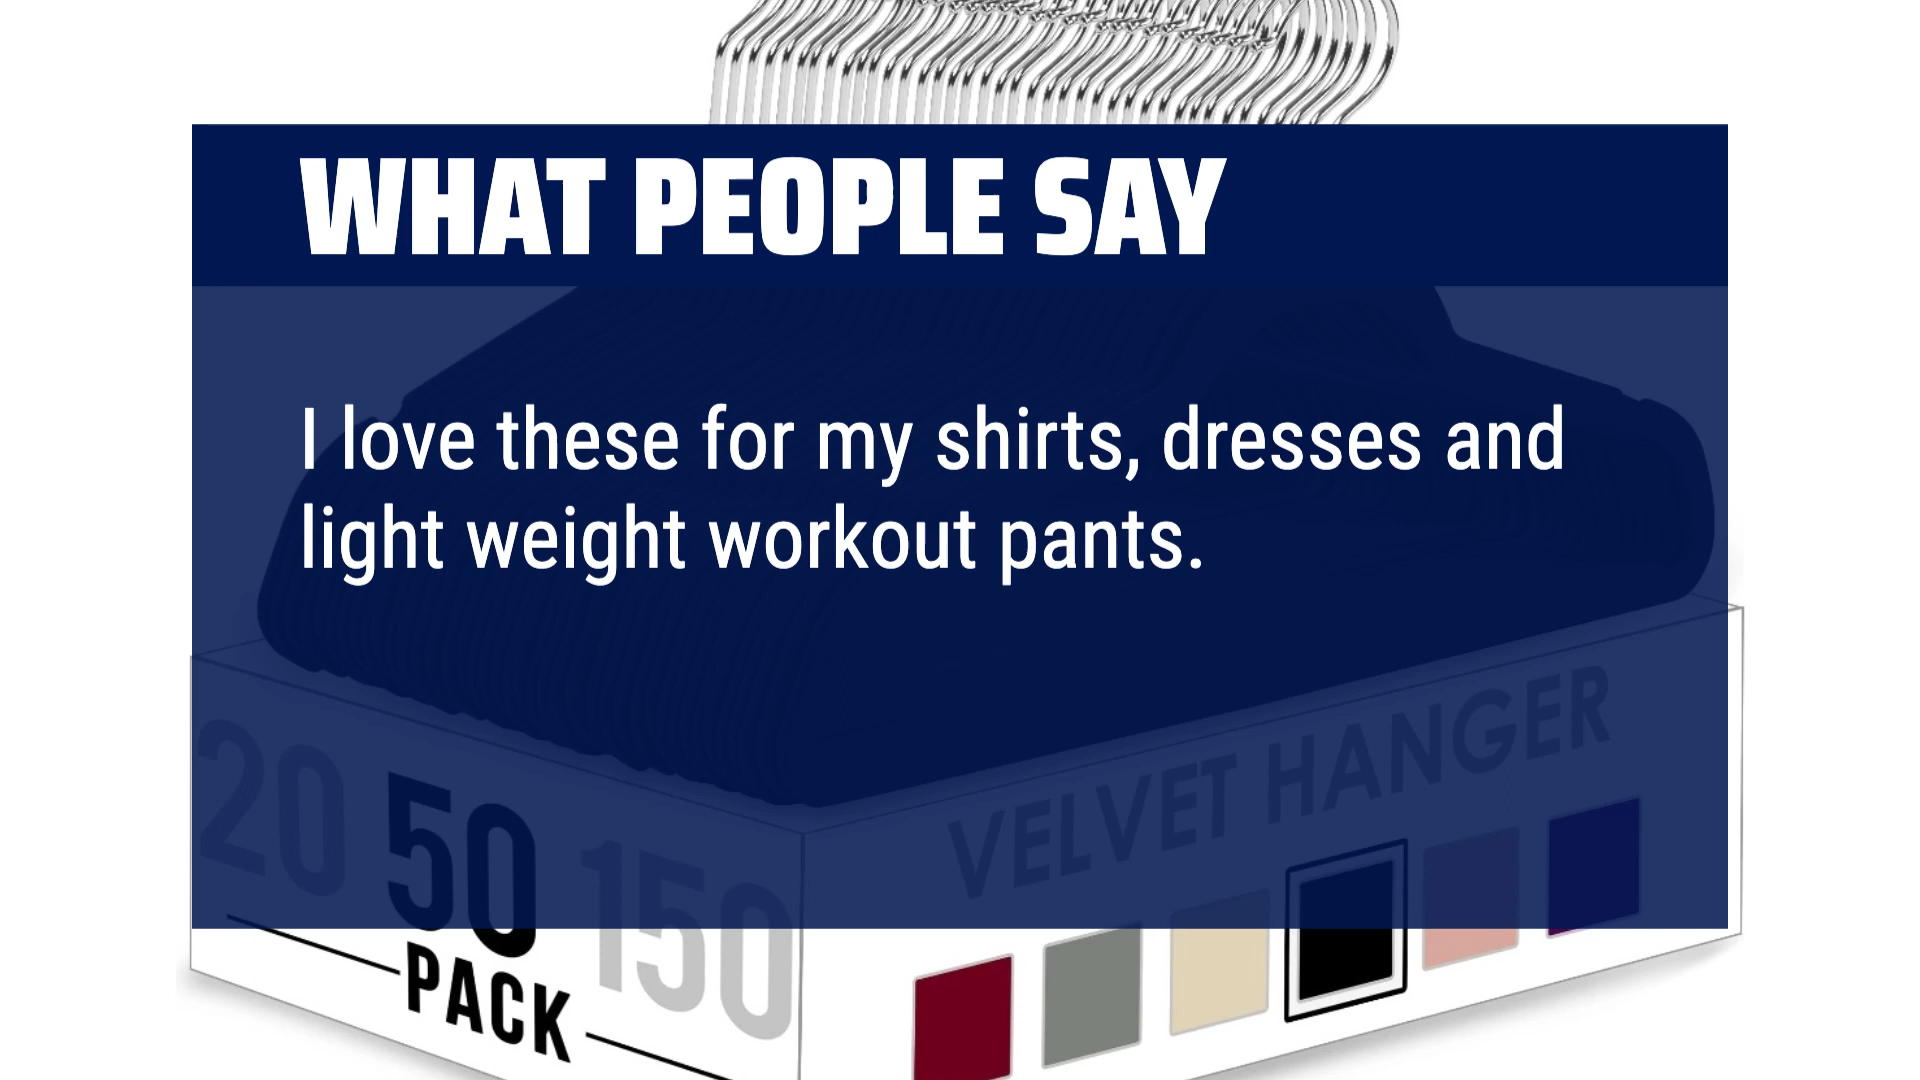 WHAT PEOPLE SAY
I love these for my shirts, dresses and
light weight workout pants.
VELVET HANGER
20 50 150
PACK